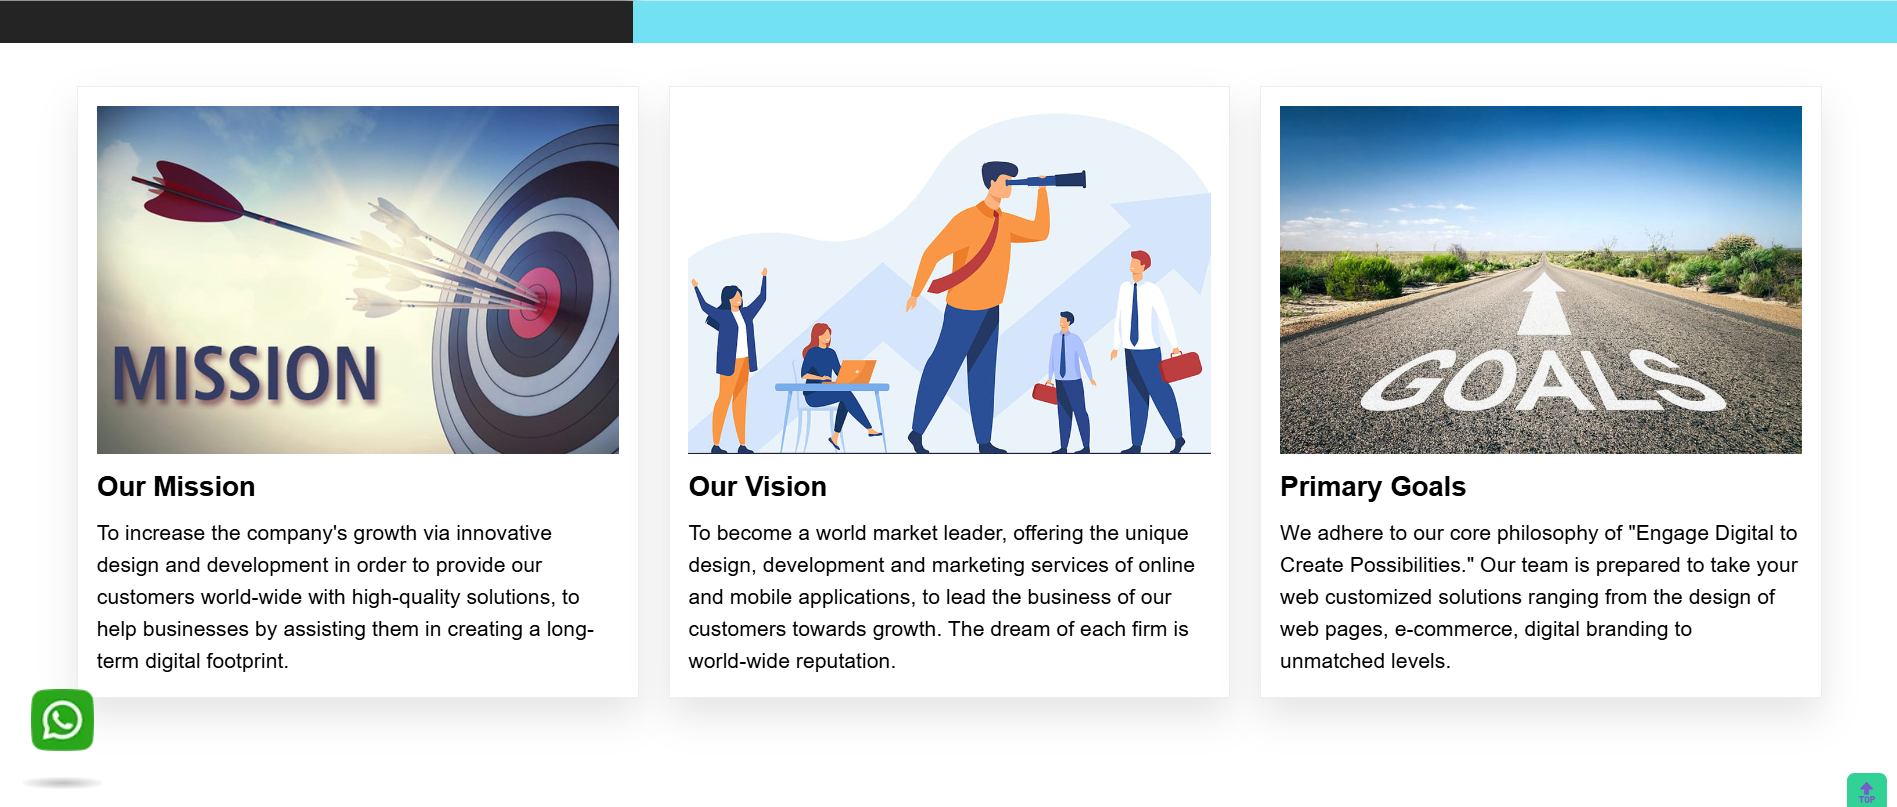 MISSION
GOALS
Our Mission
To increase the company's growth via innovative
design and development in order to provide our
customers world-wide with high-quality solutions, to
help businesses by assisting them in creating a long-
term digital footprint.
Our Vision
To become a world market leader, offering the unique
design, development and marketing services of online
and mobile applications, to lead the business of our
customers towards growth. The dream of each firm is
world-wide reputation.
Primary Goals
We adhere to our core philosophy of "Engage Digital to
Create Possibilities." Our team is prepared to take your
web customized solutions ranging from the design of
web pages, e-commerce, digital branding to
unmatched levels.
TOP